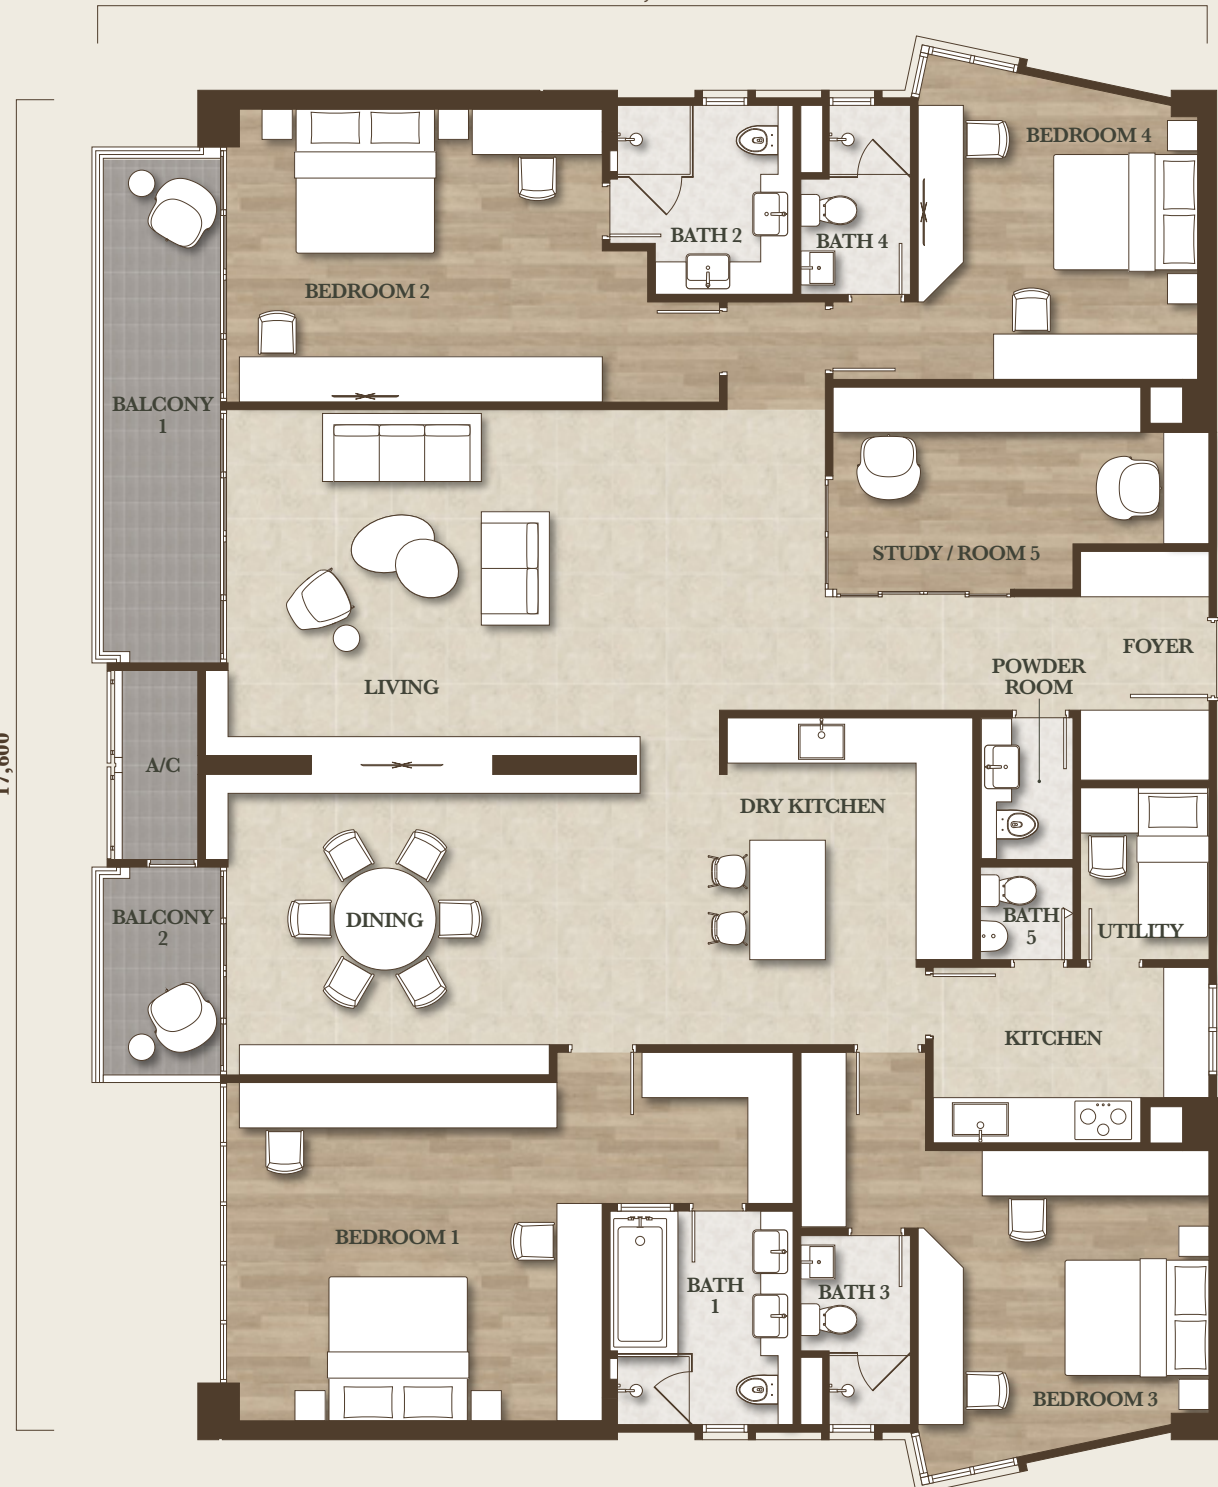 BEDROOM 4
BATH 2
BATH 4
BEDROOM 2
BALCONY
1
STUDY / ROOM 5
FOYER
POWDER
ROOM
LIVING
17,600
A/C
DRY KITCHEN
BALCONY
2
DINING
BATH
5
UTILITY
KITCHEN
BEDROOM 1
BATH
1
BATH 3
BEDROOM 3